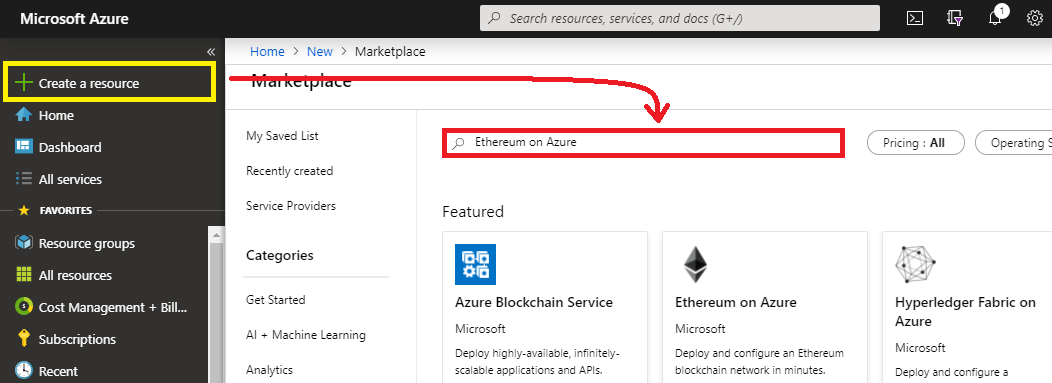 Microsoft Azure
Search resources, services, and docs (G+/)
1
«
Create a resource
Home
Dashboard
All services
FAVORITES
Resource groups
All resources
Cost Management + Bill...
Subscriptions
Recent
Home > New > Marketplace
Marketplace
My Saved List
Recently created
Service Providers
Categories
Get Started
AI + Machine Learning
Analytics
Ethereum on Azure
Pricing : All
Operating S
Featured
Azure Blockchain Service
Microsoft
Deploy highly-available, infinitely-
scalable applications and APIs.
Ethereum on Azure
Microsoft
Deploy and configure an Ethereum
blockchain network in minutes.
Hyperledger Fabric on
Azure
Microsoft
Deploy and configure a